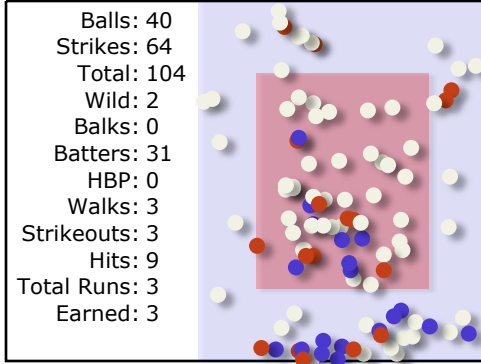 Balls: 40
Strikes: 64
Total: 104
Wild: 2
Balks: 0
Batters: 31
HBP: 0
Walks: 3
Strikeouts: 3
Hits: 9
Total Runs: 3
Earned: 3